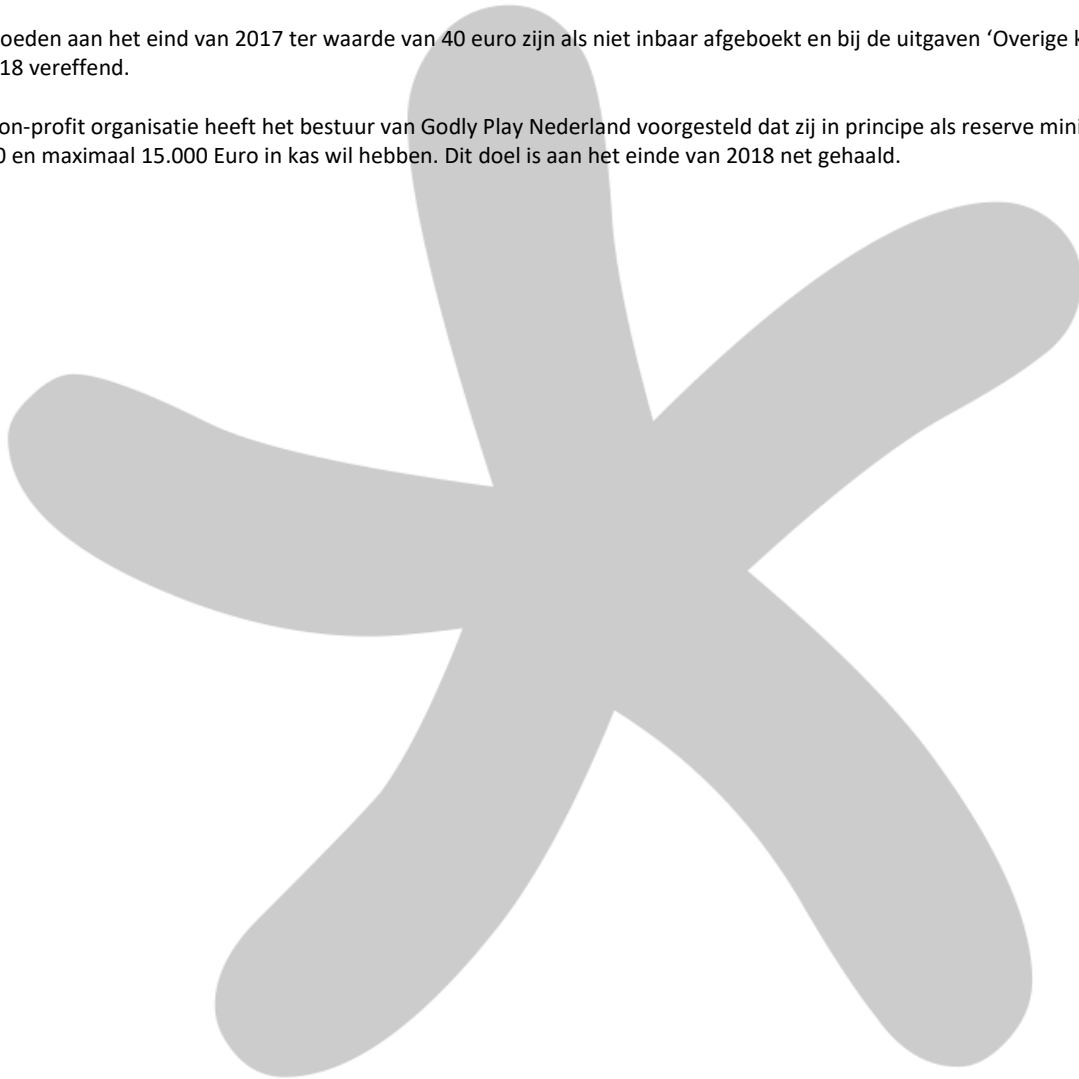 oeden aan het eind van 2017 ter waarde van 40 euro zijn als niet inbaar afgeboekt en bij de uitgaven ‘Overige k
18 vereffend.
on-profit organisatie heeft het bestuur van Godly Play Nederland voorgesteld dat zij in principe als reserve mini
0 en maximaal 15.000 Euro in kas wil hebben. Dit doel is aan het einde van 2018 net gehaald.